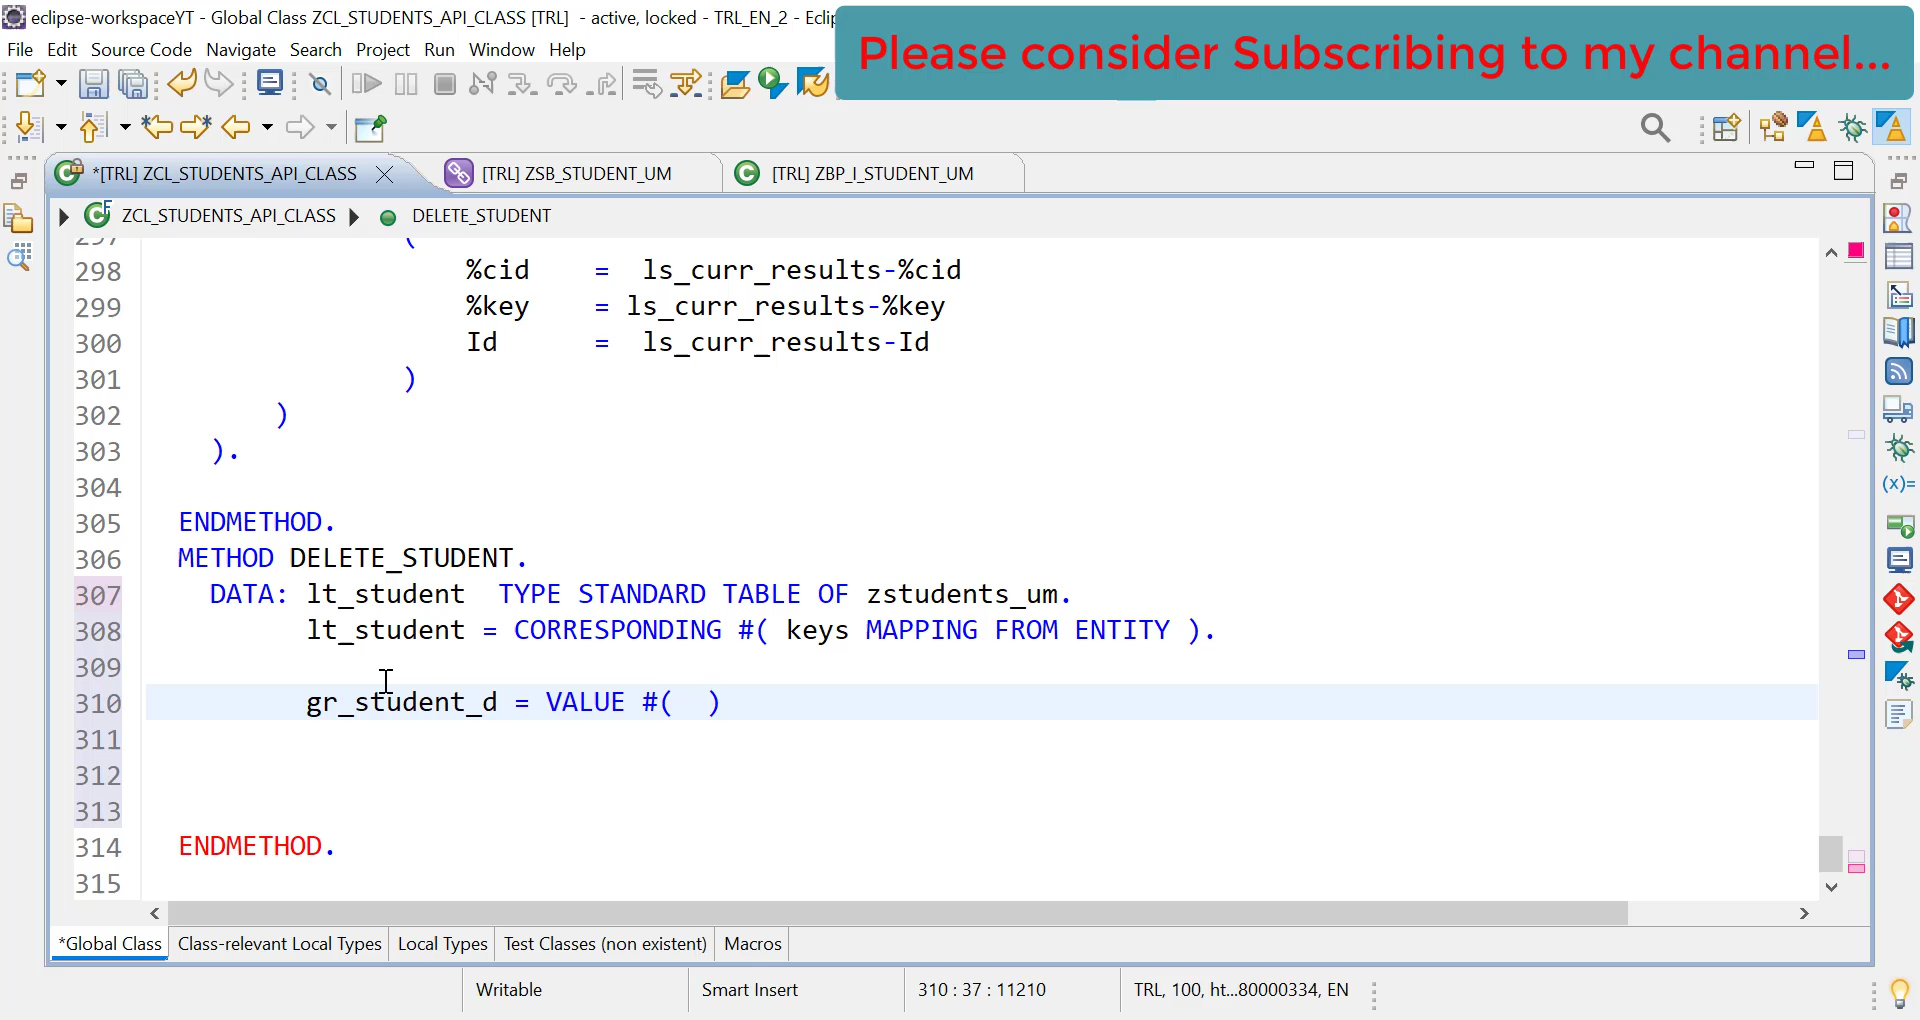 eclipse-workspaceYT - Global Class ZCL_STUDENTS_API_CLASS [TRL]  - active, locked - TRL_EN_2 - Eclip
Please consider Subscribing to my channel...
File Edit Source Code Navigate Search Project Run Window Help
*[TRL] ZCL_STUDENTS_API_CLASS [TRL] ZSB_STUDENT_UM [TRL] ZBP_I_STUDENT_UM
ZCL_STUDENTS_API_CLASS DELETE_STUDENT
297 (
298 %cid = ls_curr_results-%cid
299 %key = ls_curr_results-%key
300 Id = ls_curr_results-Id
301 )
302 )
303 ).
304
305 ENDMETHOD.
306 METHOD DELETE_STUDENT.
307 DATA: lt_student TYPE STANDARD TABLE OF zstudents_um.
308 lt_student = CORRESPONDING #( keys MAPPING FROM ENTITY ).
309
310 gr_student_d = VALUE #(  )
311
312
313
314 ENDMETHOD.
315
*Global Class Class-relevant Local Types Local Types Test Classes (non existent) Macros
Writable Smart Insert 310 : 37 : 11210 TRL, 100, ht...80000334, EN
(x)=